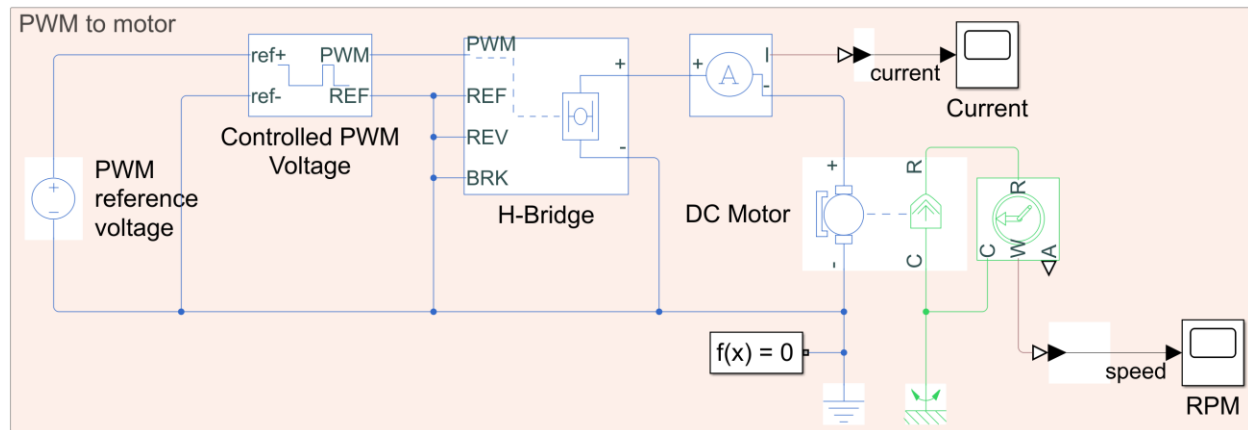 PWM to motor
ref+
PWM
ref-
REF
Controlled PWM
Voltage
PWM
reference
voltage
+
−
PWM
REF
REV
BRK
+
-
H-Bridge
+
A
I
-
current
Current
DC Motor
+
-
R
C
R
C
W
A
f(x) = 0
speed
RPM